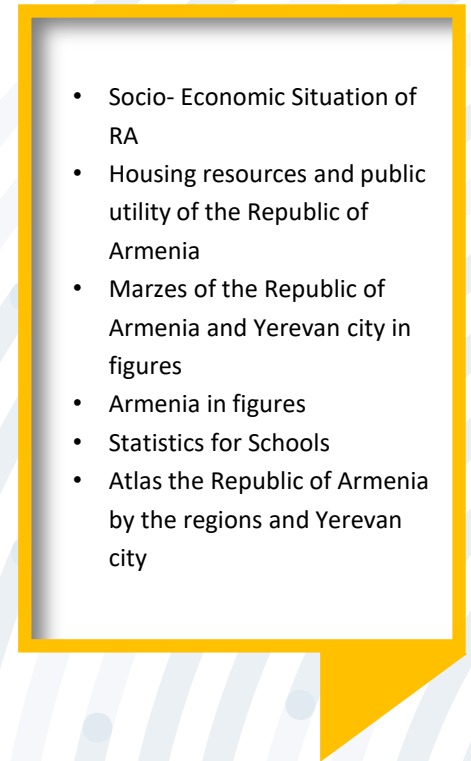 • Socio- Economic Situation of
RA
• Housing resources and public
utility of the Republic of
Armenia
• Marzes of the Republic of
Armenia and Yerevan city in
figures
• Armenia in figures
• Statistics for Schools
• Atlas the Republic of Armenia
by the regions and Yerevan
city